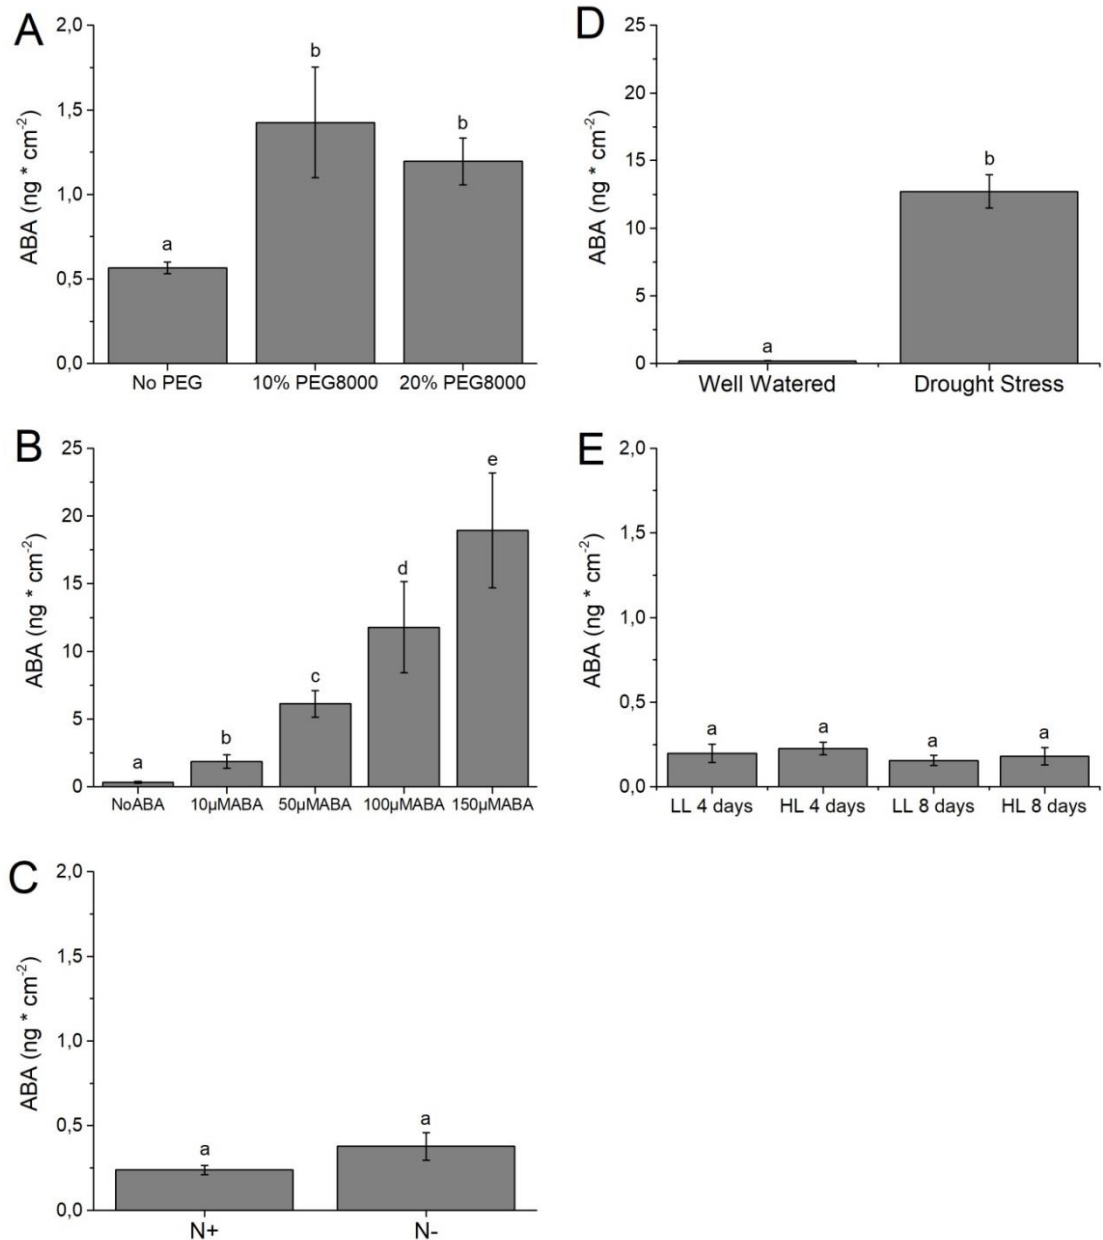 A
ABA (ng * cm-2)
2,0
1,5
1,0
0,5
0,0
a
b
b
No PEG 10% PEG8000 20% PEG8000
D
ABA (ng * cm-2)
25
20
15
10
5
0
a
b
Well Watered Drought Stress
B
ABA (ng * cm-2)
25
20
15
10
5
0
a
b
c
d
e
NoABA 10µMABA 50µMABA 100µMABA 150µMABA
E
ABA (ng * cm-2)
2,0
1,5
1,0
0,5
0,0
a
a
a
a
LL 4 days HL 4 days LL 8 days HL 8 days
C
ABA (ng * cm-2)
2,0
1,5
1,0
0,5
0,0
a
a
N+ N-